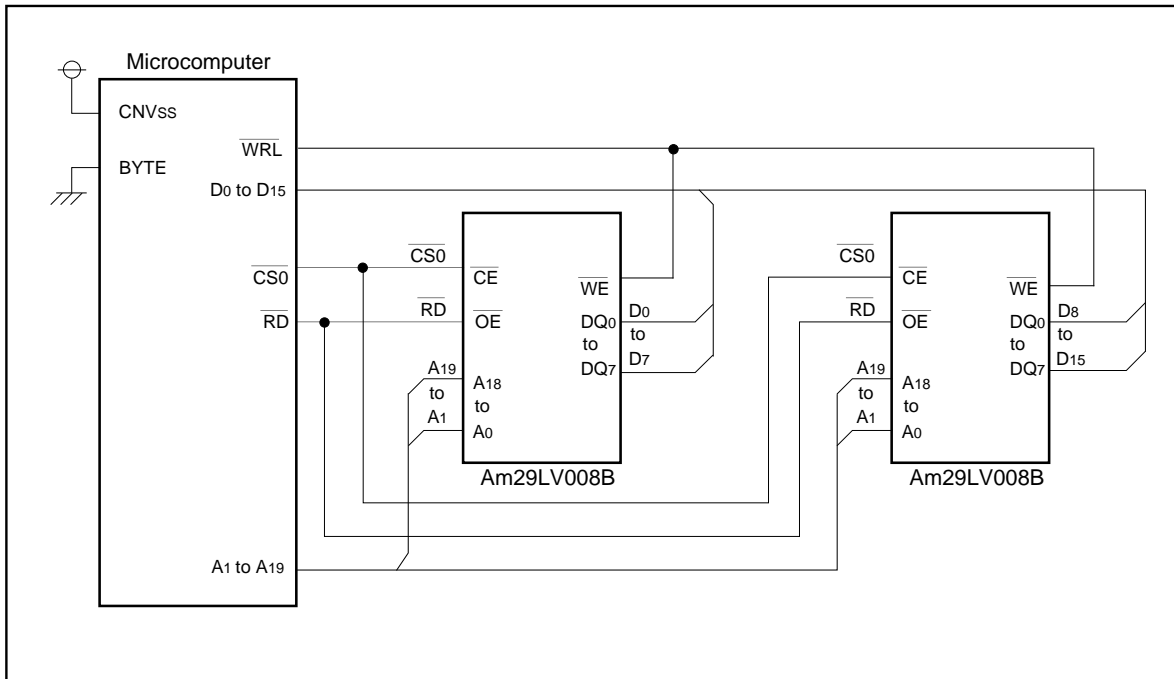 Microcomputer
CNVSS
BYTE
WRL
D0 to D15
CS0
RD
A1 to A19
CS0
RD
A19
to
A1
CE
OE
A18
to
A0
WE
DQ0
to
DQ7
D0
to
D7
Am29LV008B
CS0
RD
A19
to
A1
CE
OE
A18
to
A0
WE
DQ0
to
DQ7
D8
to
D15
Am29LV008B